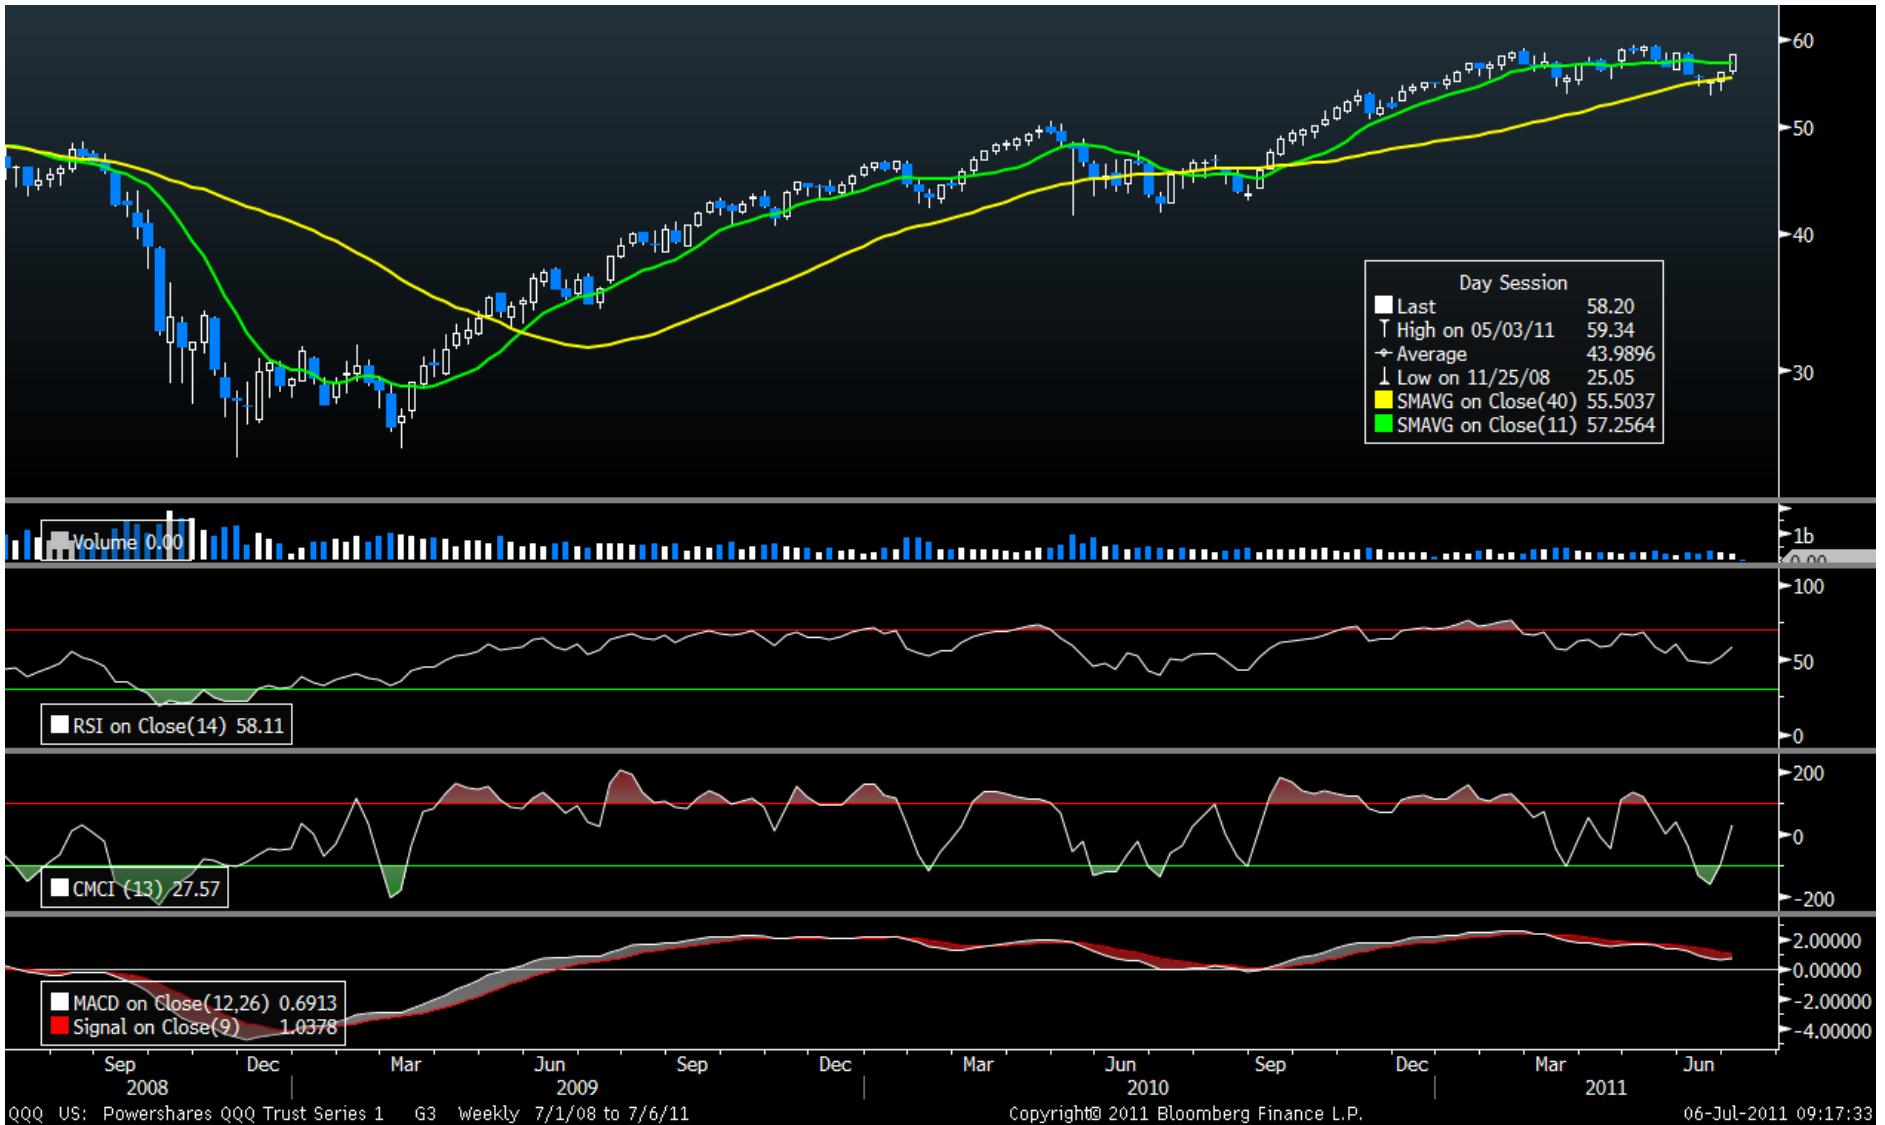 60
50
40
30
Day Session
Last 58.20
High on 05/03/11 59.34
Average 43.9896
Low on 11/25/08 25.05
SMAVG on Close(40) 55.5037
SMAVG on Close(11) 57.2564
Volume 0.00
1b
0.00
100
50
0
RSI on Close(14) 58.11
200
0
-200
CMCI (13) 27.57
2.00000
0.00000
-2.00000
-4.00000
MACD on Close(12,26) 0.6913
Signal on Close(9) 1.0378
Sep Dec Mar Jun Sep Dec Mar Jun Sep Dec Mar Jun
2008 2009 2010 2011
QQQ US: Powershares QQQ Trust Series 1 G3 Weekly 7/1/08 to 7/6/11 Copyright© 2011 Bloomberg Finance L.P. 06-Jul-2011 09:17:33